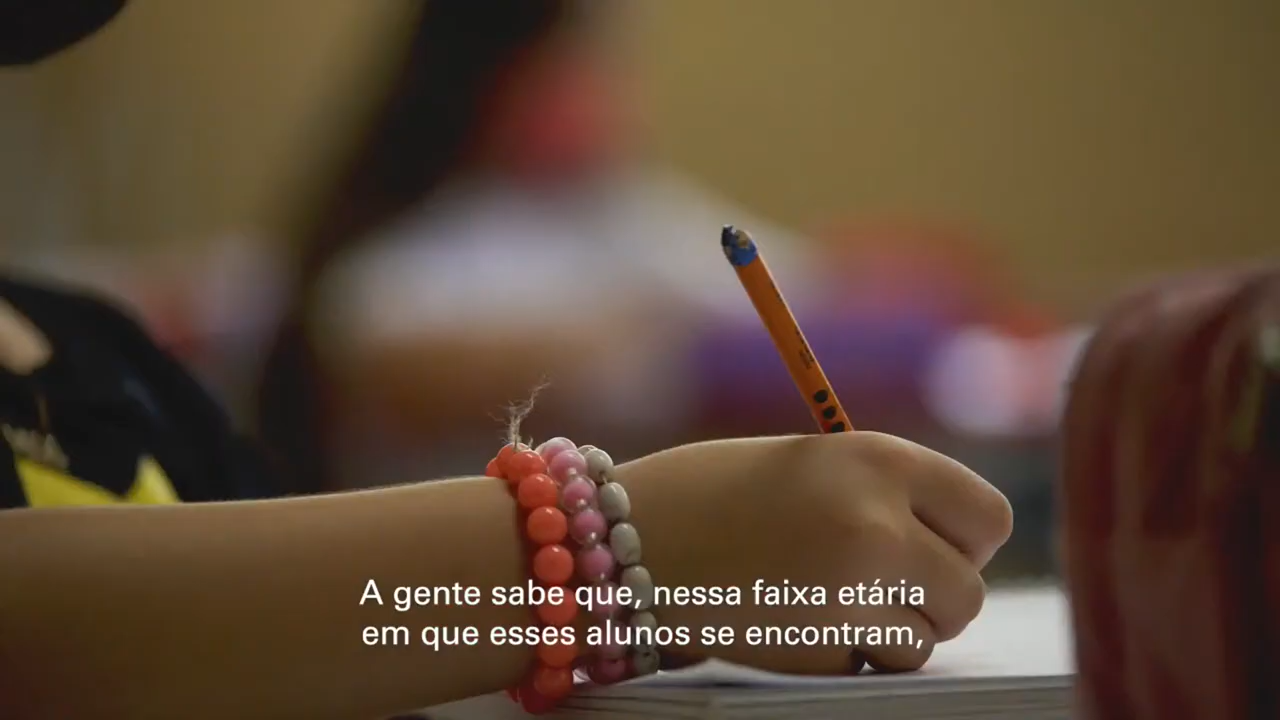 A gente sabe que, nessa faixa etária
em que esses alunos se encontram,